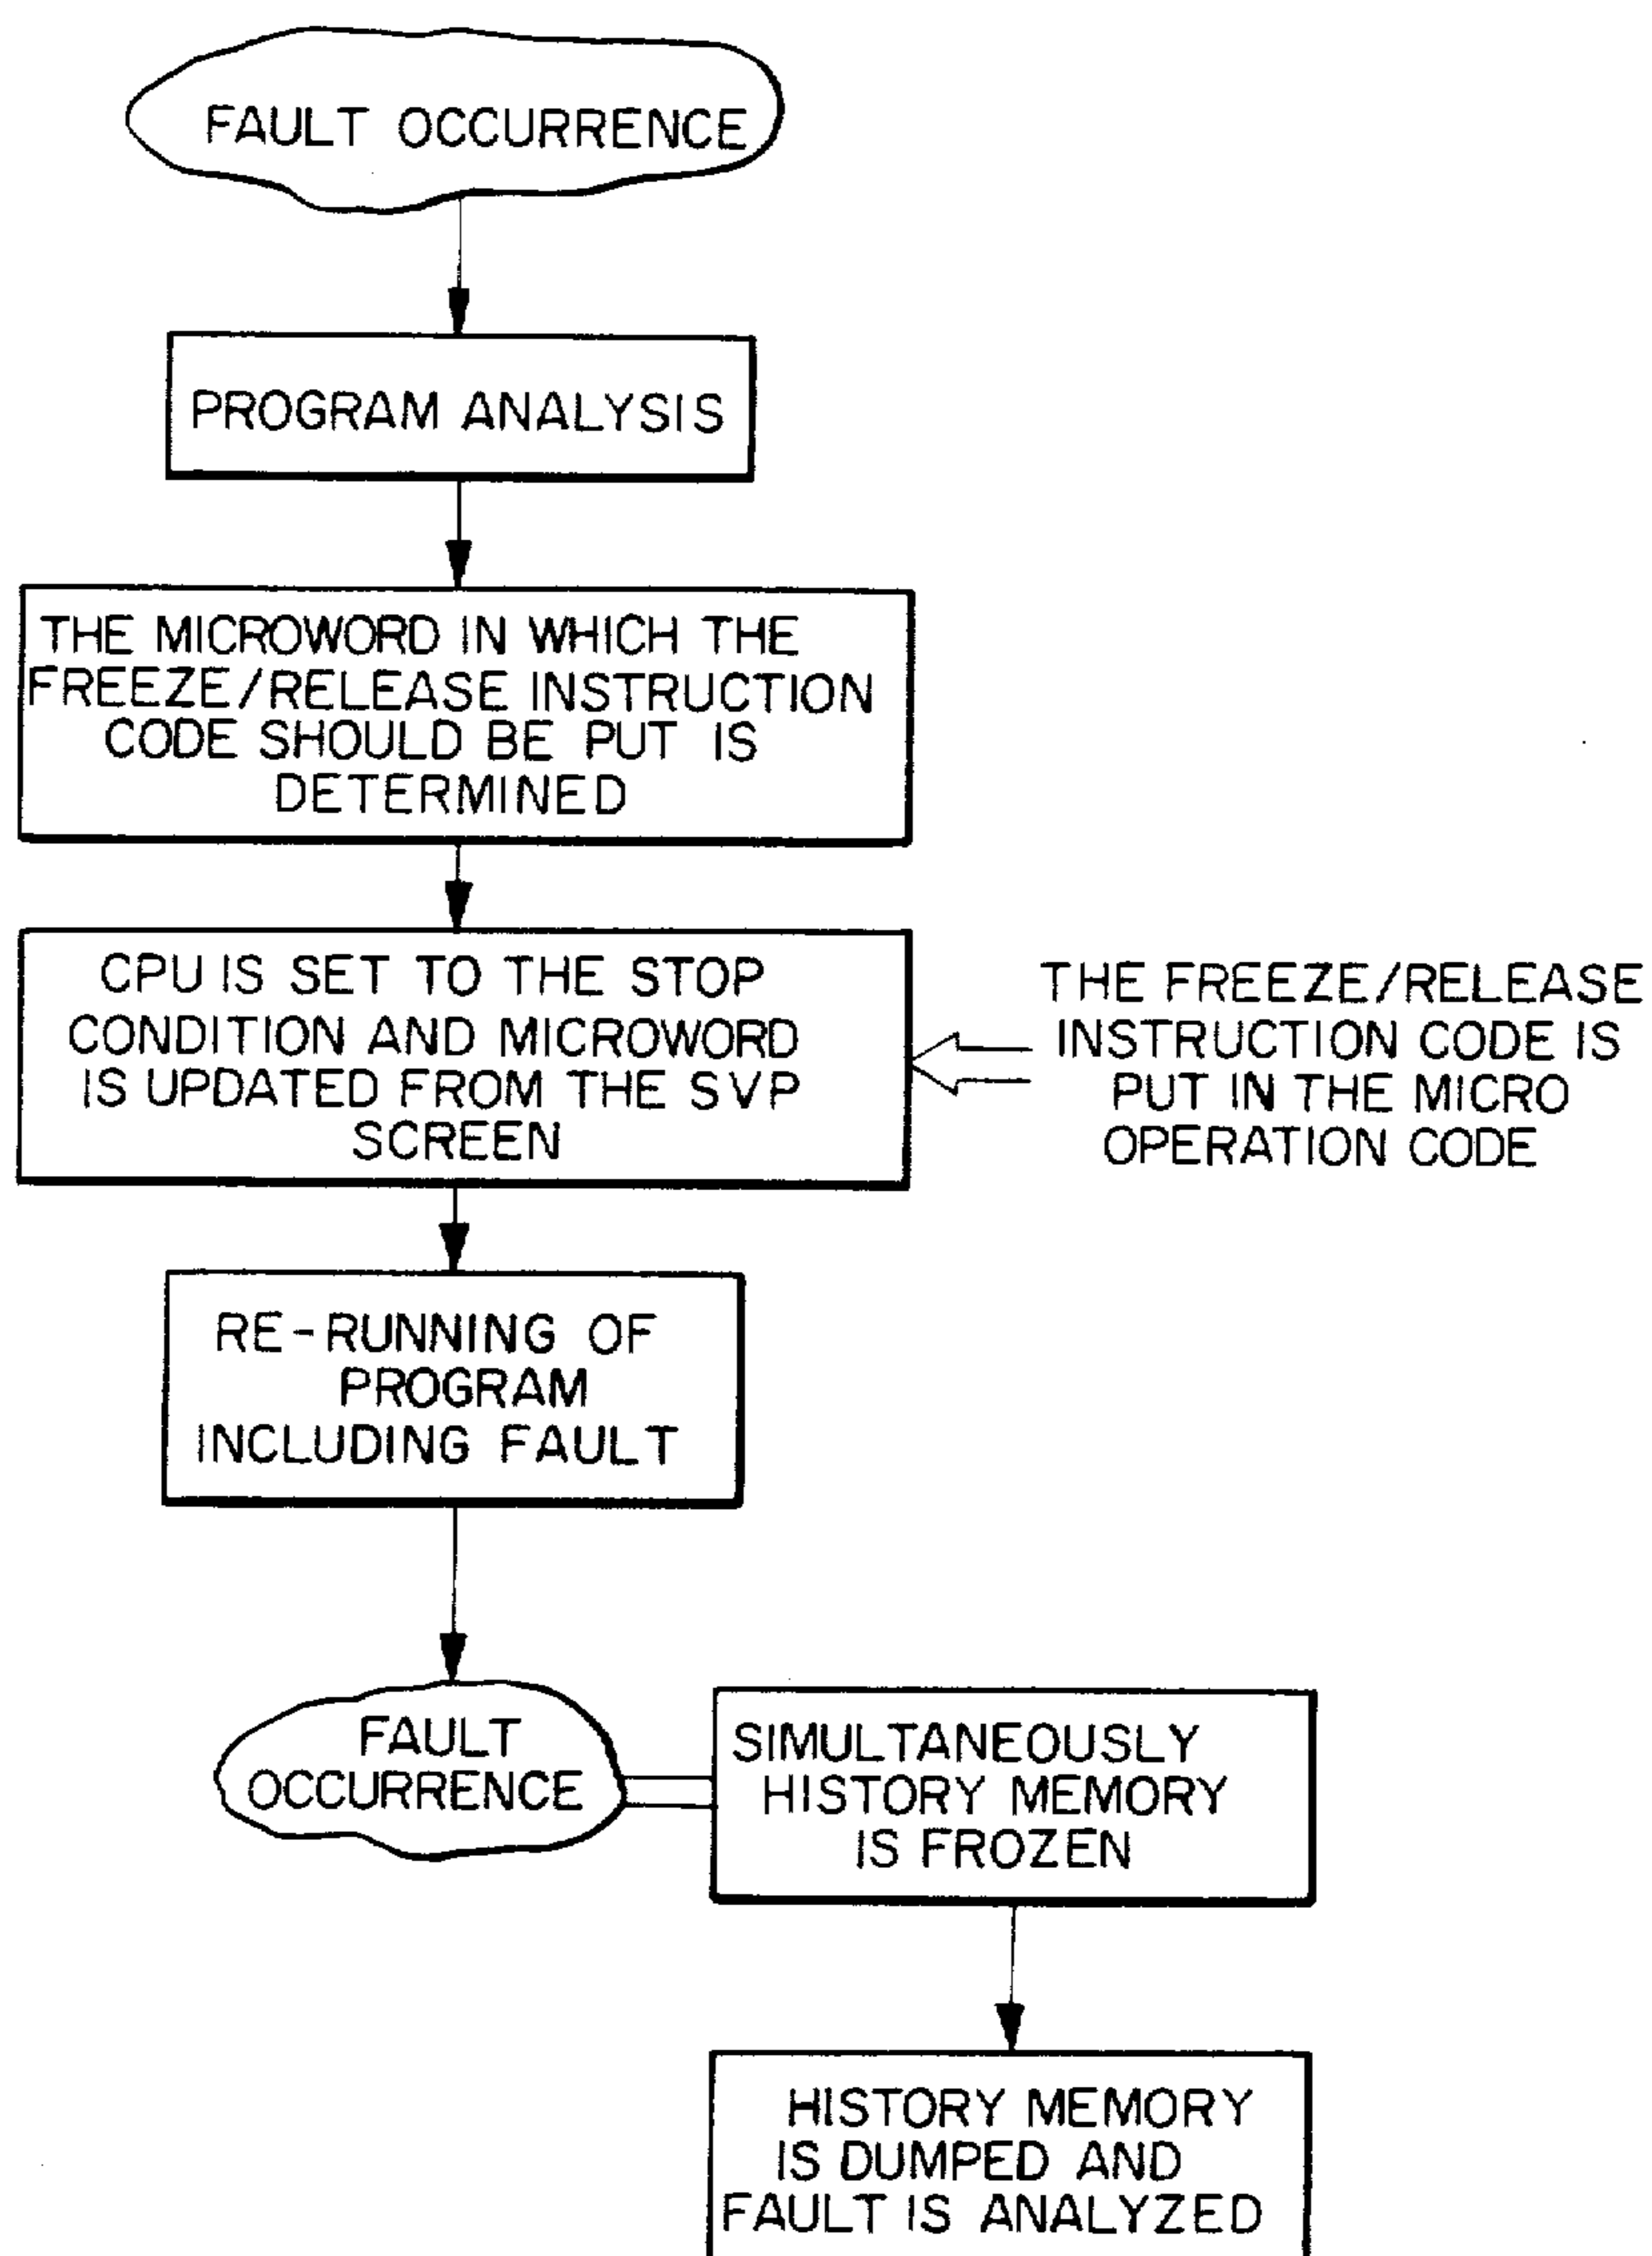 FAULT OCCURRENCE
PROGRAM ANALYSIS
THE MICROWORD IN WHICH THE
FREEZE/RELEASE INSTRUCTION
CODE SHOULD BE PUT IS
DETERMINED
CPU IS SET TO THE STOP
CONDITION AND MICROWORD
IS UPDATED FROM THE SVP
SCREEN
THE FREEZE/RELEASE
INSTRUCTION CODE IS
PUT IN THE MICRO
OPERATION CODE
RE-RUNNING OF
PROGRAM
INCLUDING FAULT
FAULT
OCCURRENCE
SIMULTANEOUSLY
HISTORY MEMORY
IS FROZEN
HISTORY MEMORY
IS DUMPED AND
FAULT IS ANALYZED